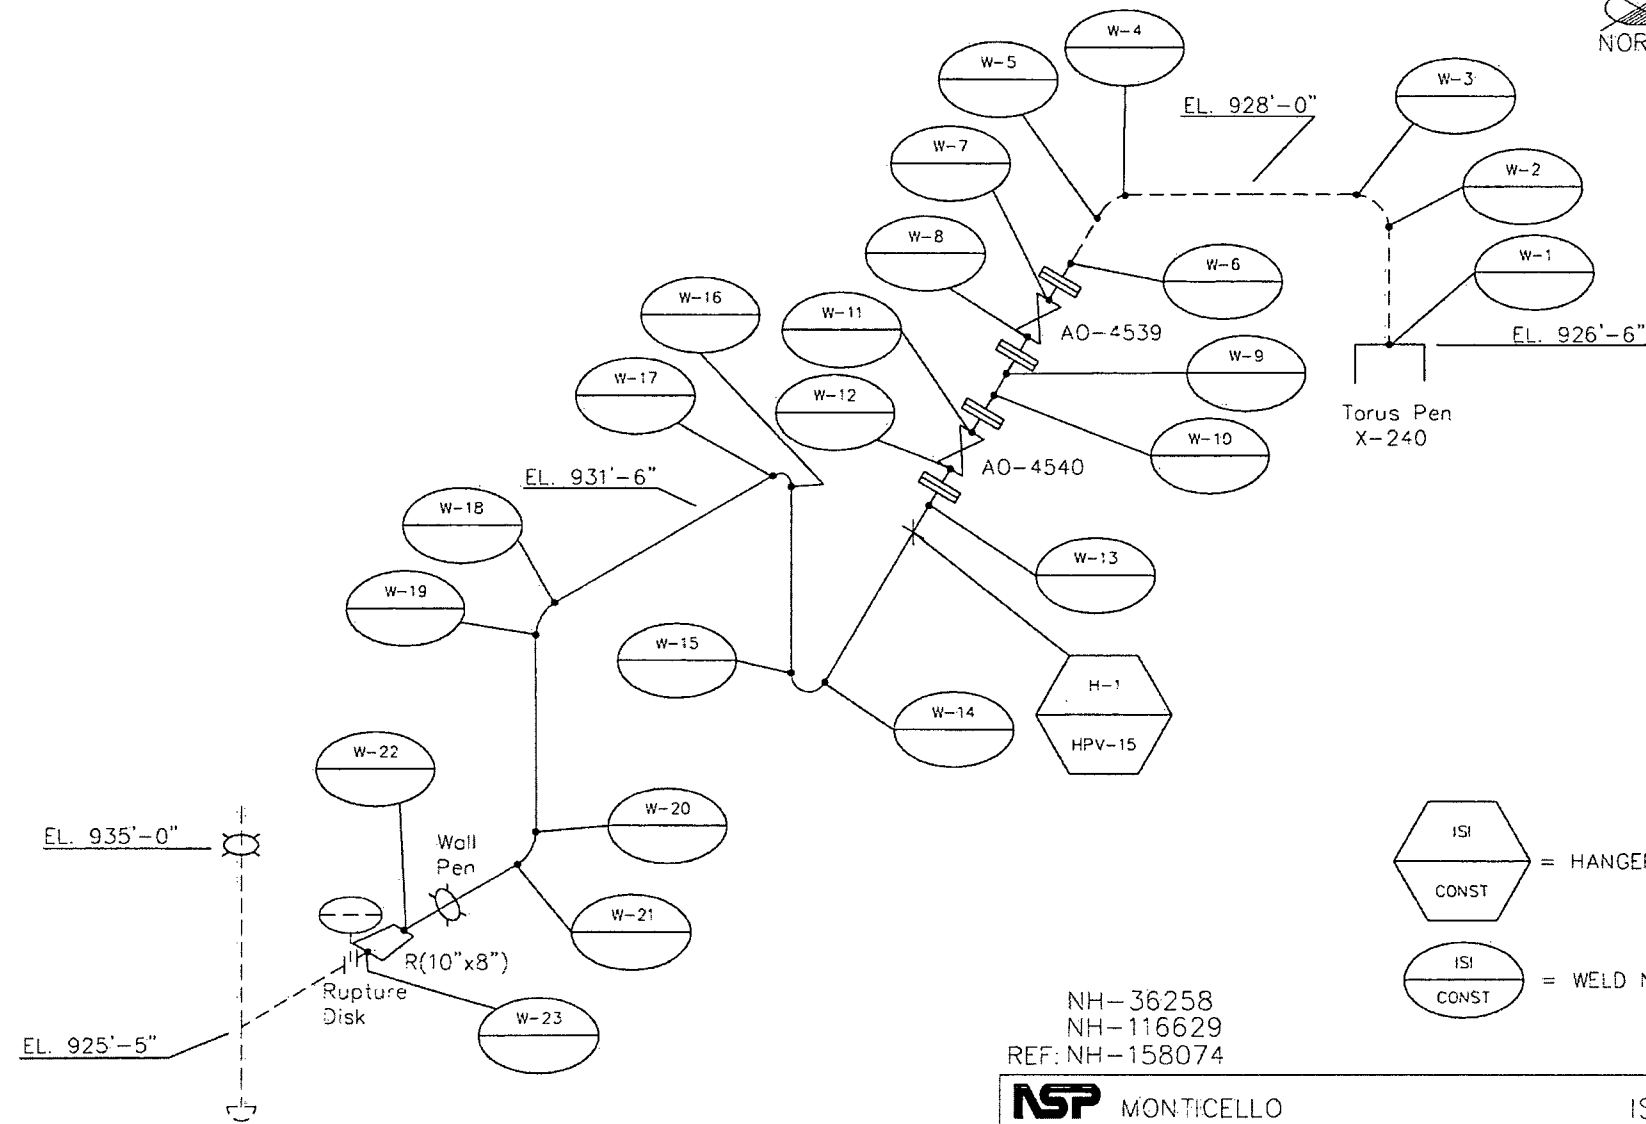 NOR
W-4
W-5
W-3
EL. 928'-0"
W-7
W-2
W-8
W-6
W-1
W-16
W-11
AO-4539
EL. 926'-6"
W-9
W-17
W-12
Torus Pen
X-240
W-10
AO-4540
EL. 931'-6"
W-18
W-13
W-19
W-15
H-1
HPV-15
W-14
W-22
W-20
EL. 935'-0"
Wall
Pen
ISI
CONST
= HANGE
W-21
R(10"x8")
Rupture
Disk
ISI
CONST
= WELD N
W-23
NH-36258
NH-116629
REF: NH-158074
EL. 925'-5"
NSP MONTICELLO
IS